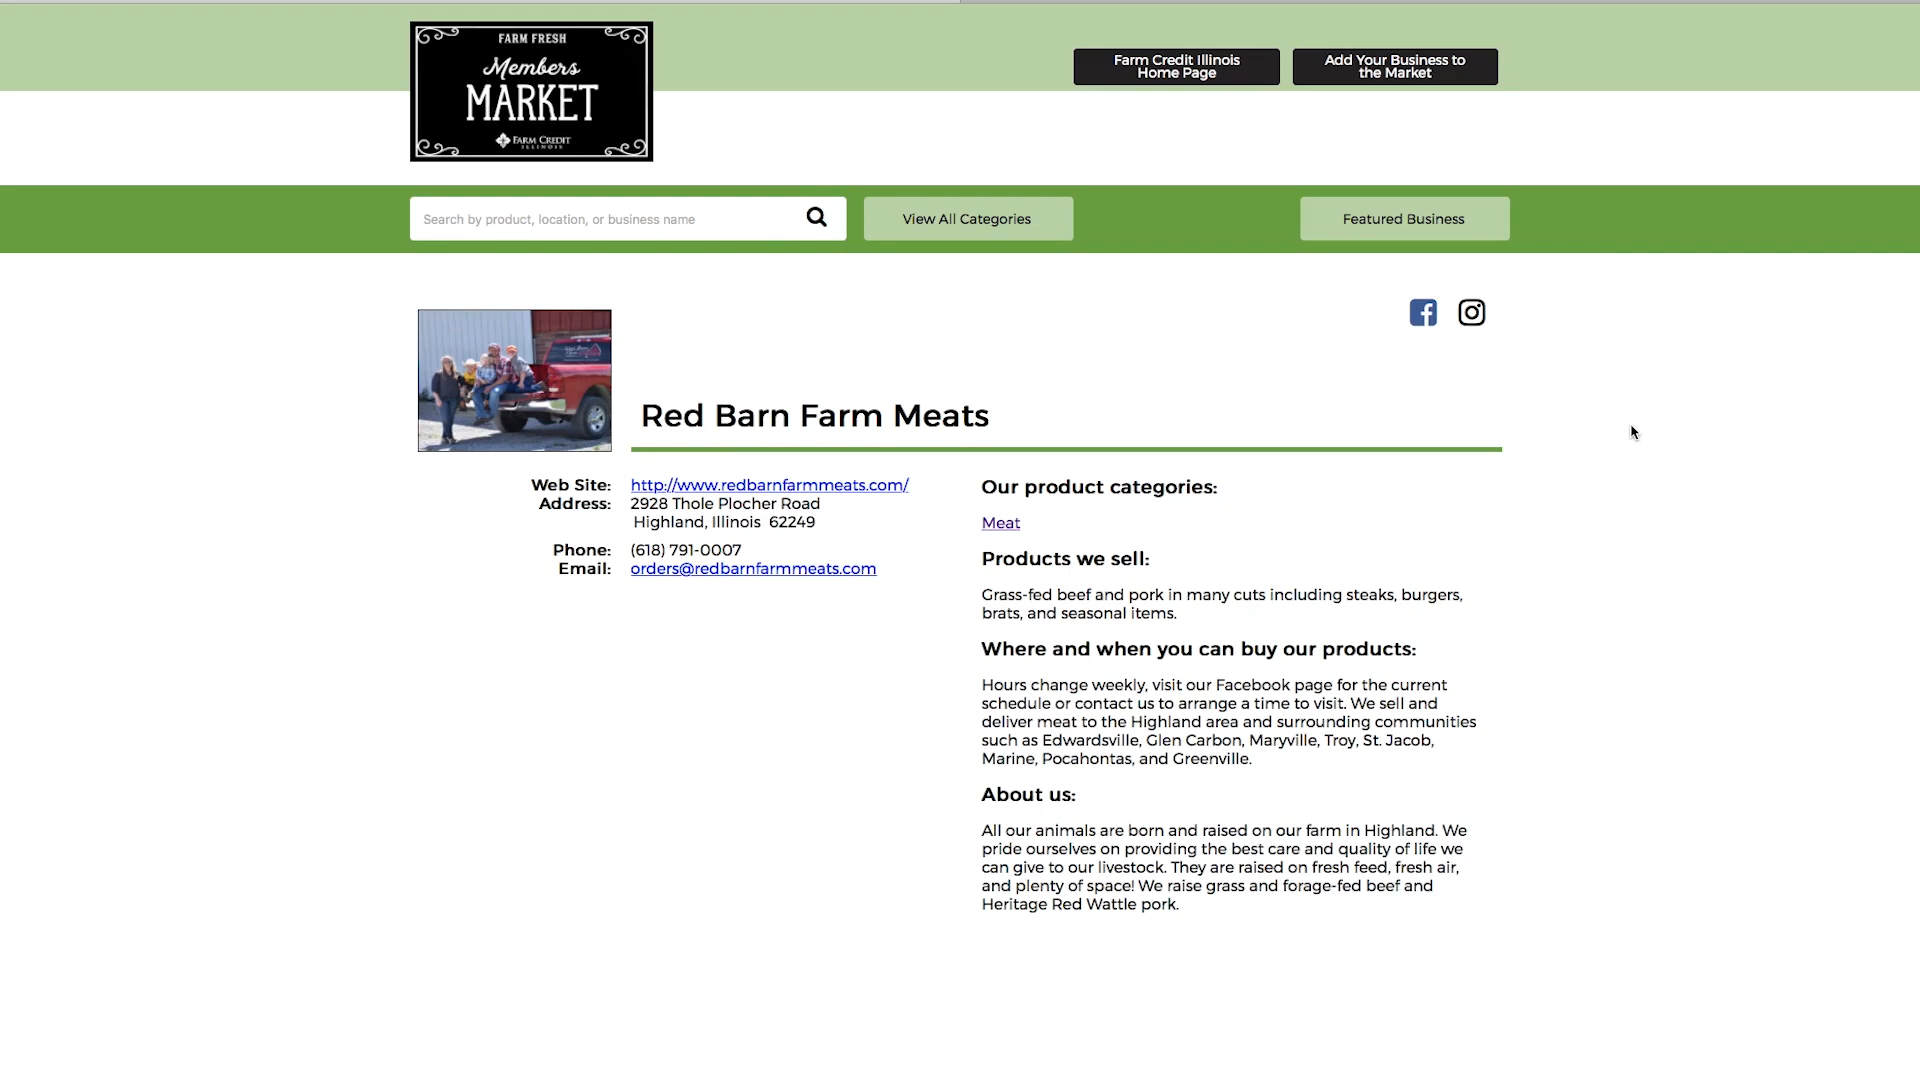 FARM FRESH
Members
MARKET
FARM CREDIT
ILLINOIS
Farm Credit Illinois
Home Page
Add Your Business to
the Market
Search by product, location, or business name
View All Categories
Featured Business
Red Barn Farm Meats
Web Site: http://www.redbarnfarmmeats.com/
Address: 2928 Thole Plocher Road
Highland, Illinois 62249
Phone: (618) 791-0007
Email: orders@redbarnfarmmeats.com
Our product categories:
Meat
Products we sell:
Grass-fed beef and pork in many cuts including steaks, burgers,
brats, and seasonal items.
Where and when you can buy our products:
Hours change weekly, visit our Facebook page for the current
schedule or contact us to arrange a time to visit. We sell and
deliver meat to the Highland area and surrounding communities
such as Edwardsville, Glen Carbon, Maryville, Troy, St. Jacob,
Marine, Pocahontas, and Greenville.
About us:
All our animals are born and raised on our farm in Highland. We
pride ourselves on providing the best care and quality of life we
can give to our livestock. They are raised on fresh feed, fresh air,
and plenty of space! We raise grass and forage-fed beef and
Heritage Red Wattle pork.